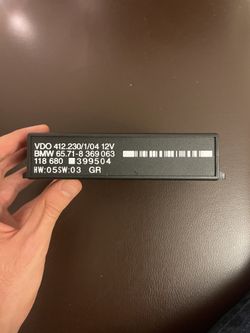 VDO 412.230/1/04 12V
BMW 65.71-8 369 063
118 680 399504
HW:05SW:03 GR